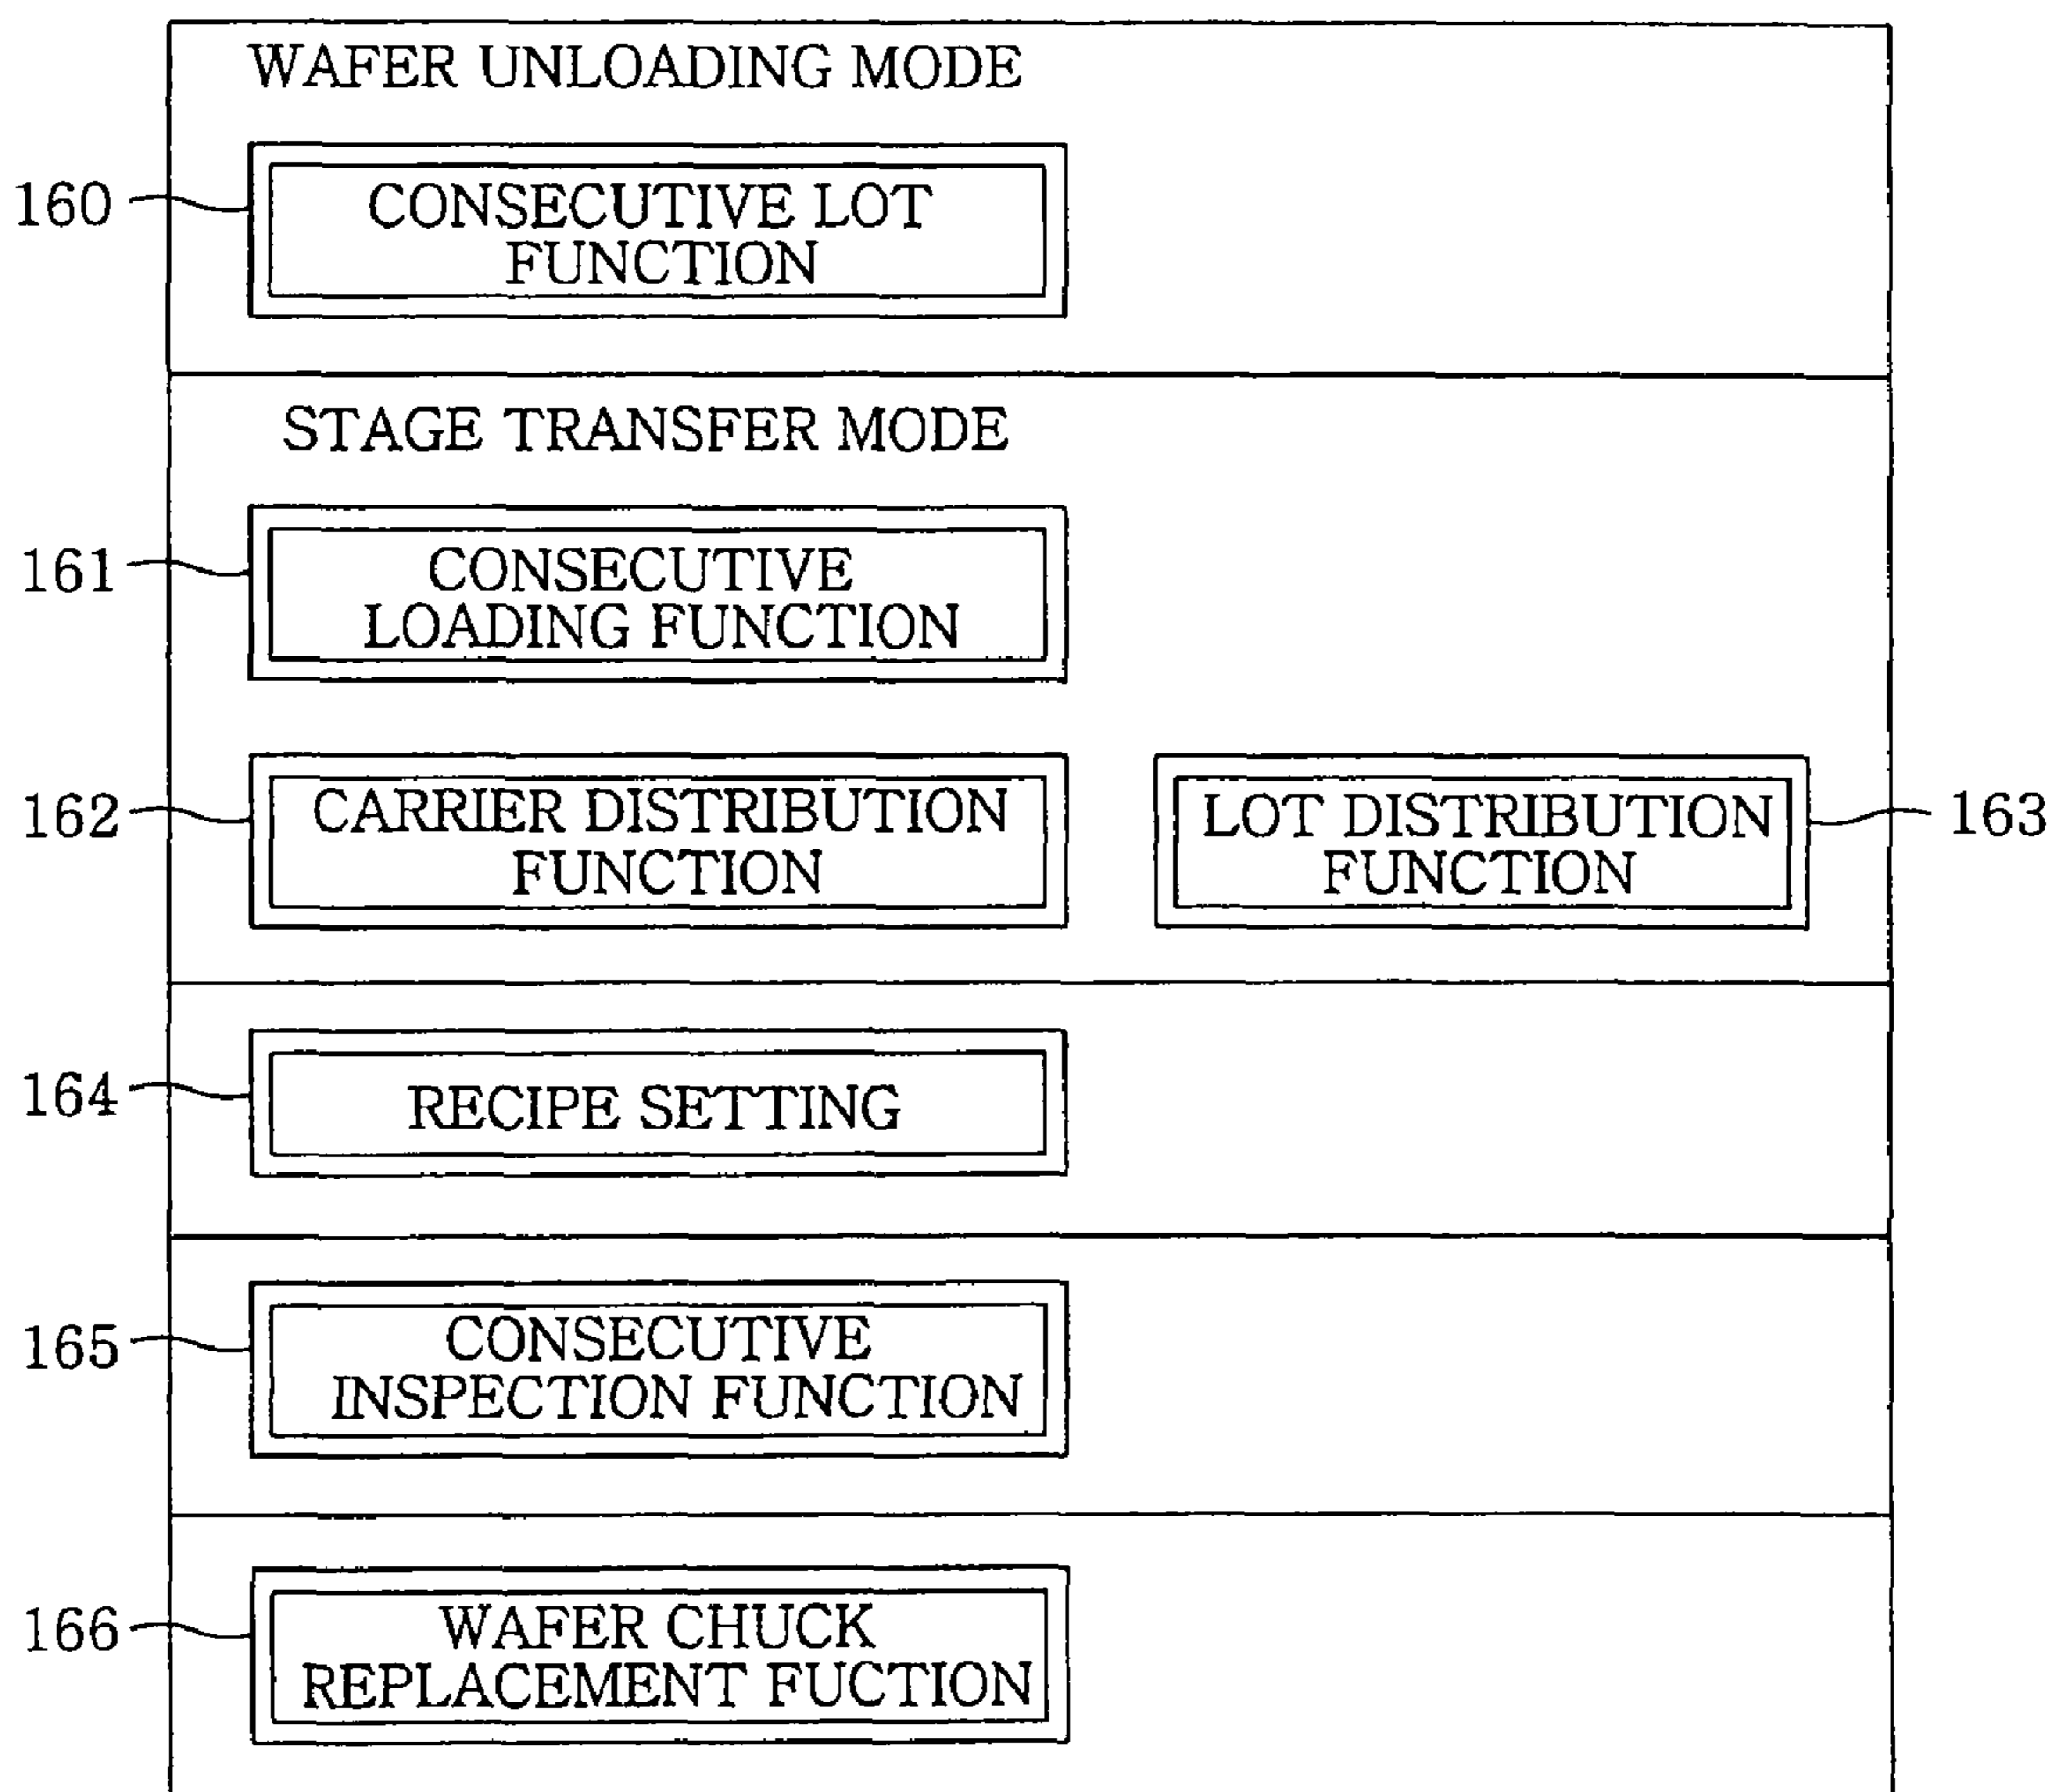 WAFER UNLOADING MODE
160
CONSECUTIVE LOT
FUNCTION
STAGE TRANSFER MODE
161
CONSECUTIVE
LOADING FUNCTION
162
CARRIER DISTRIBUTION
FUNCTION
LOT DISTRIBUTION
FUNCTION
163
164
RECIPE SETTING
165
CONSECUTIVE
INSPECTION FUNCTION
166
WAFER CHUCK
REPLACEMENT FUCTION